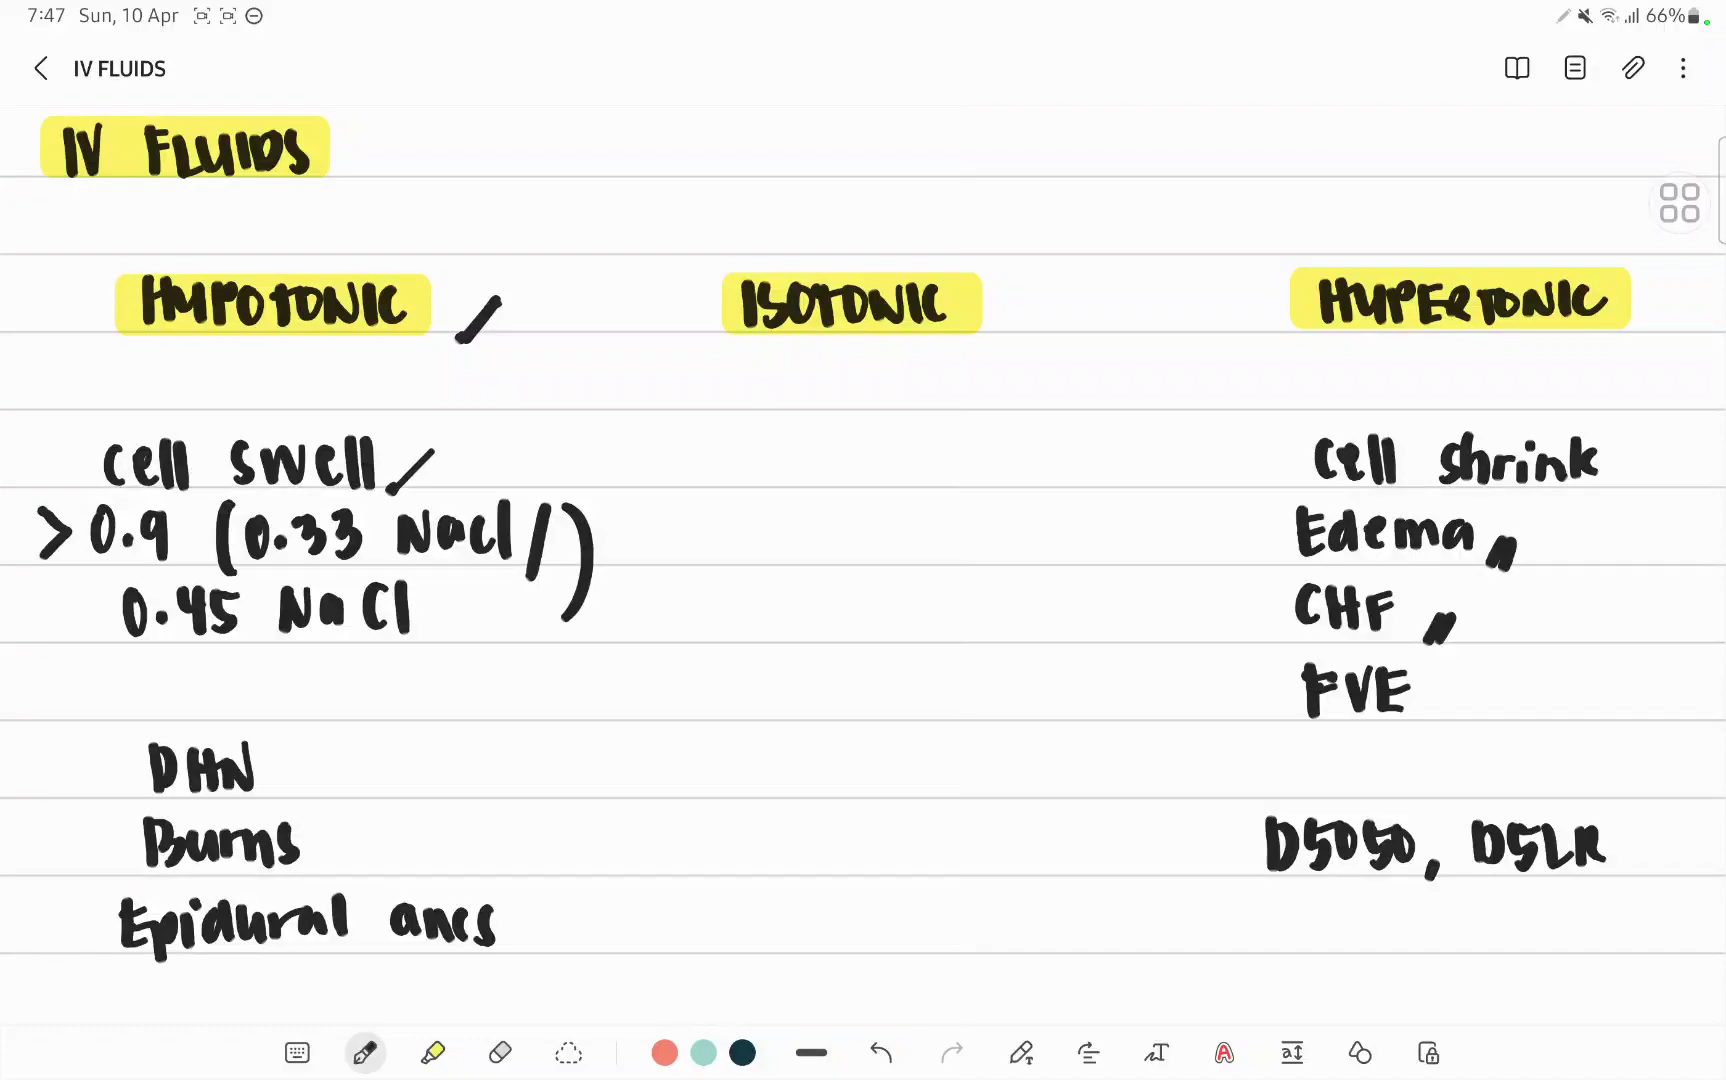 7:47 Sun, 10 Apr 66%
IV FLUIDS
IV FLUIDS
HYPOTONIC ISOTONIC HYPERTONIC
cell swell Cell shrink
> 0.9 (0.33 NaCl/) Edema,
0.45 NaCl CHF,
FVE
DHN
Burns D5050, D5LR
Epidural anes